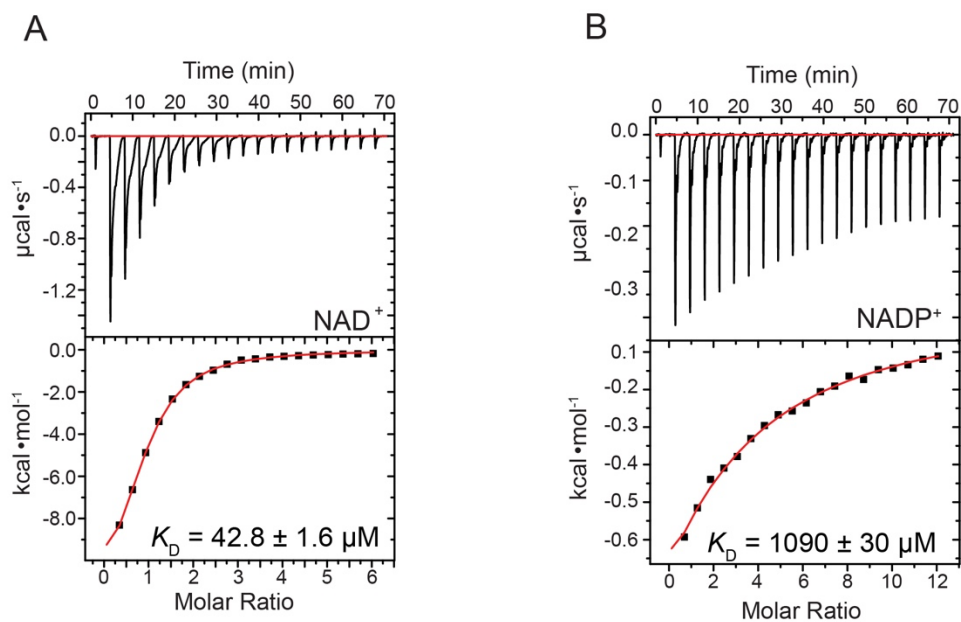 A
Time (min)
0 10 20 30 40 50 60 70
0.0
-0.4
-0.8
-1.2
µcal•s⁻¹
NAD⁺
0.0
-2.0
-4.0
-6.0
-8.0
kcal•mol⁻¹
K_D = 42.8 ± 1.6 µM
0 1 2 3 4 5 6
Molar Ratio
B
Time (min)
0 10 20 30 40 50 60 70
0.0
-0.1
-0.2
-0.3
µcal•s⁻¹
NADP⁺
0.1
-0.2
-0.3
-0.4
-0.5
-0.6
kcal•mol⁻¹
K_D = 1090 ± 30 µM
0 2 4 6 8 10 12
Molar Ratio